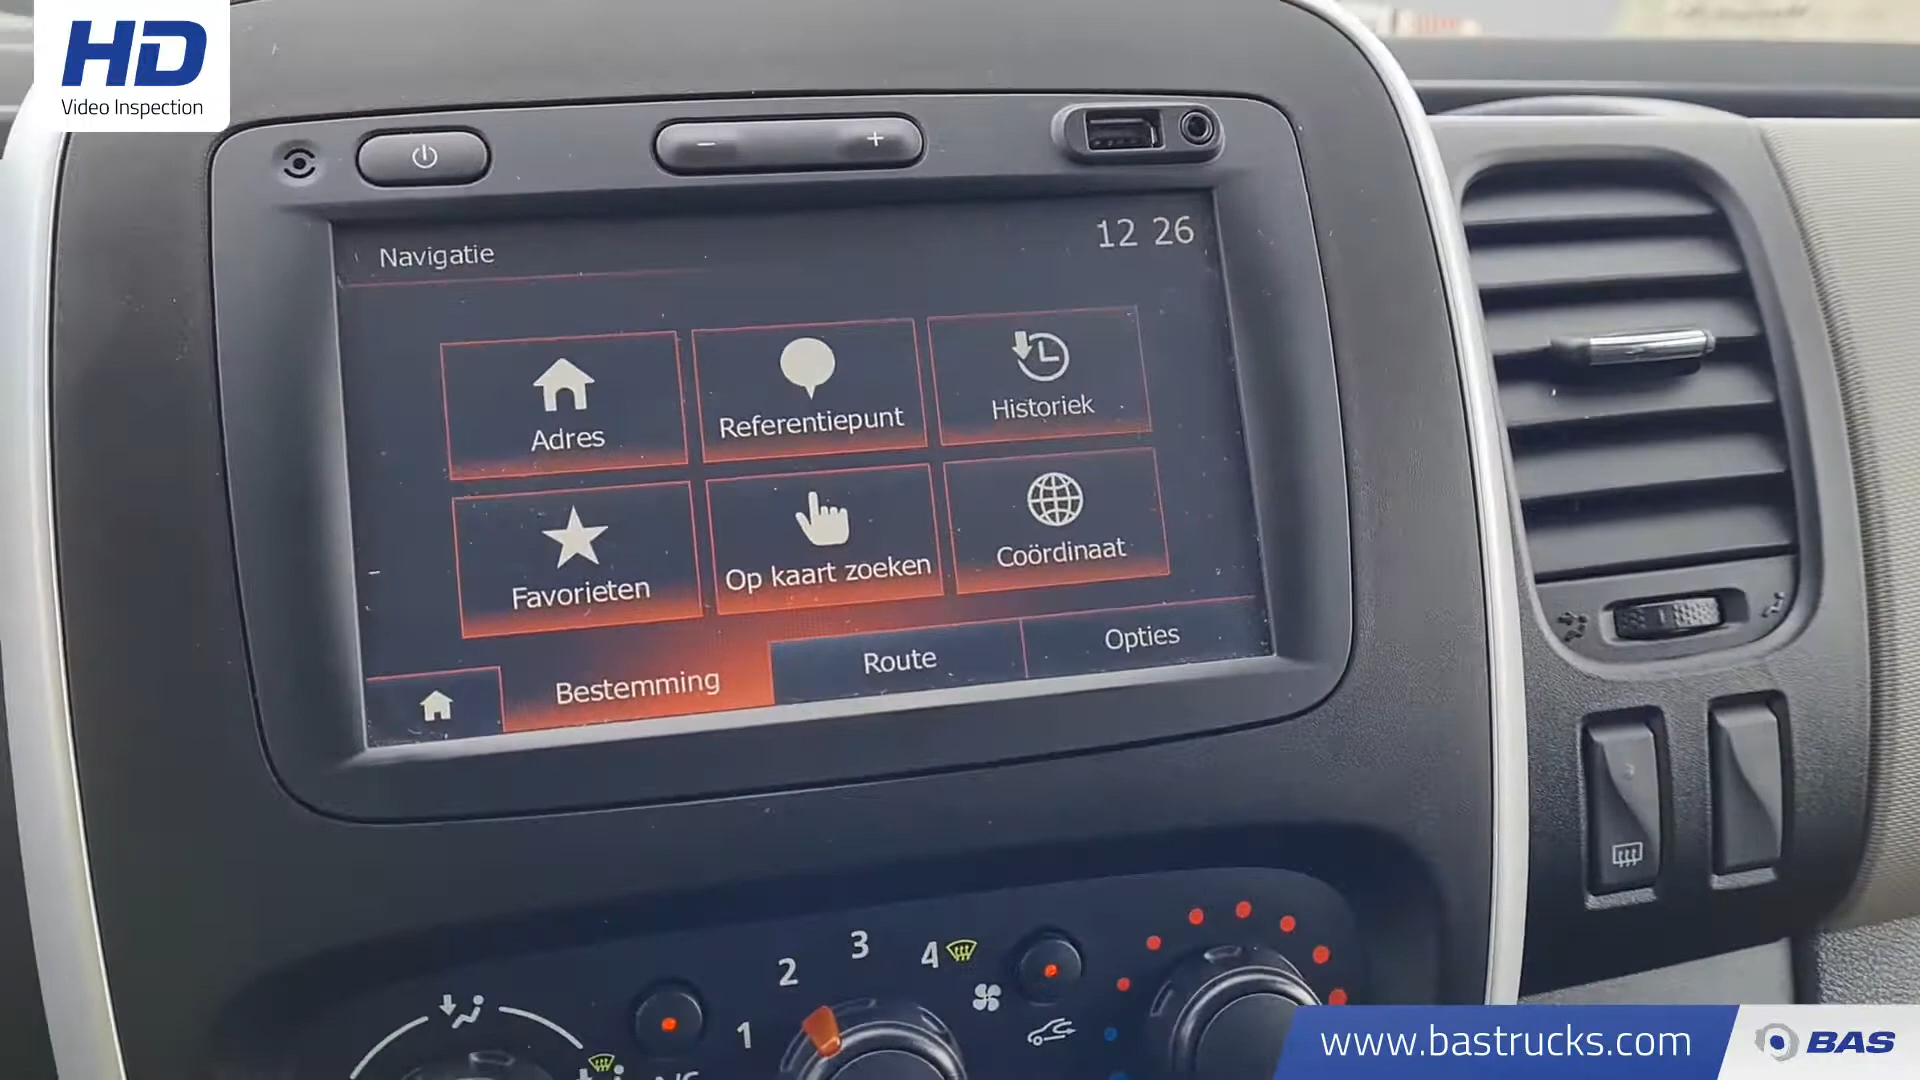 HD
Video Inspection
Navigatie
12 26
Adres
Referentiepunt
Historiek
Favorieten
Op kaart zoeken
Coördinaat
Bestemming
Route
Opties
1
2
3
4
www.bastrucks.com
BAS